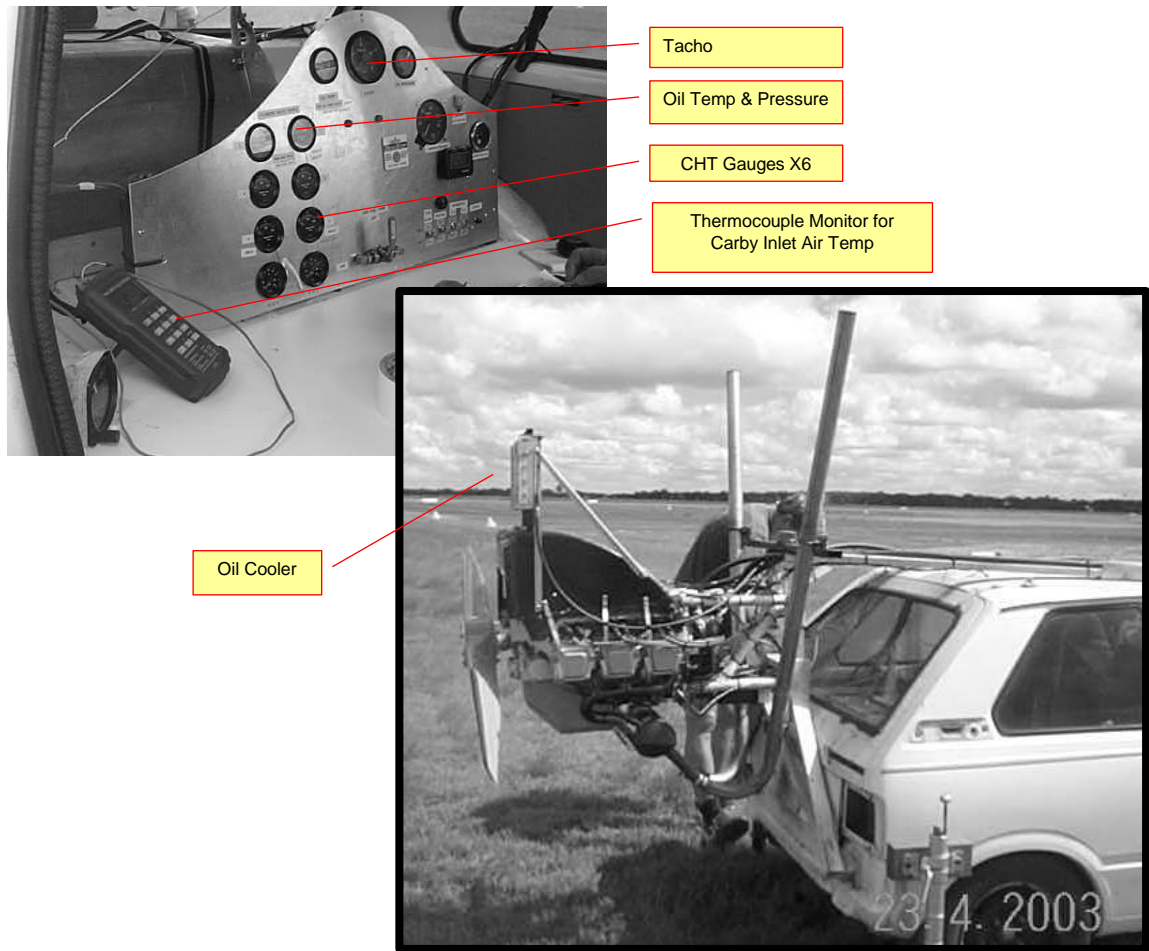 Tacho
Oil Temp & Pressure
CHT Gauges X6
Thermocouple Monitor for
Carby Inlet Air Temp
Oil Cooler
23. 4. 2003